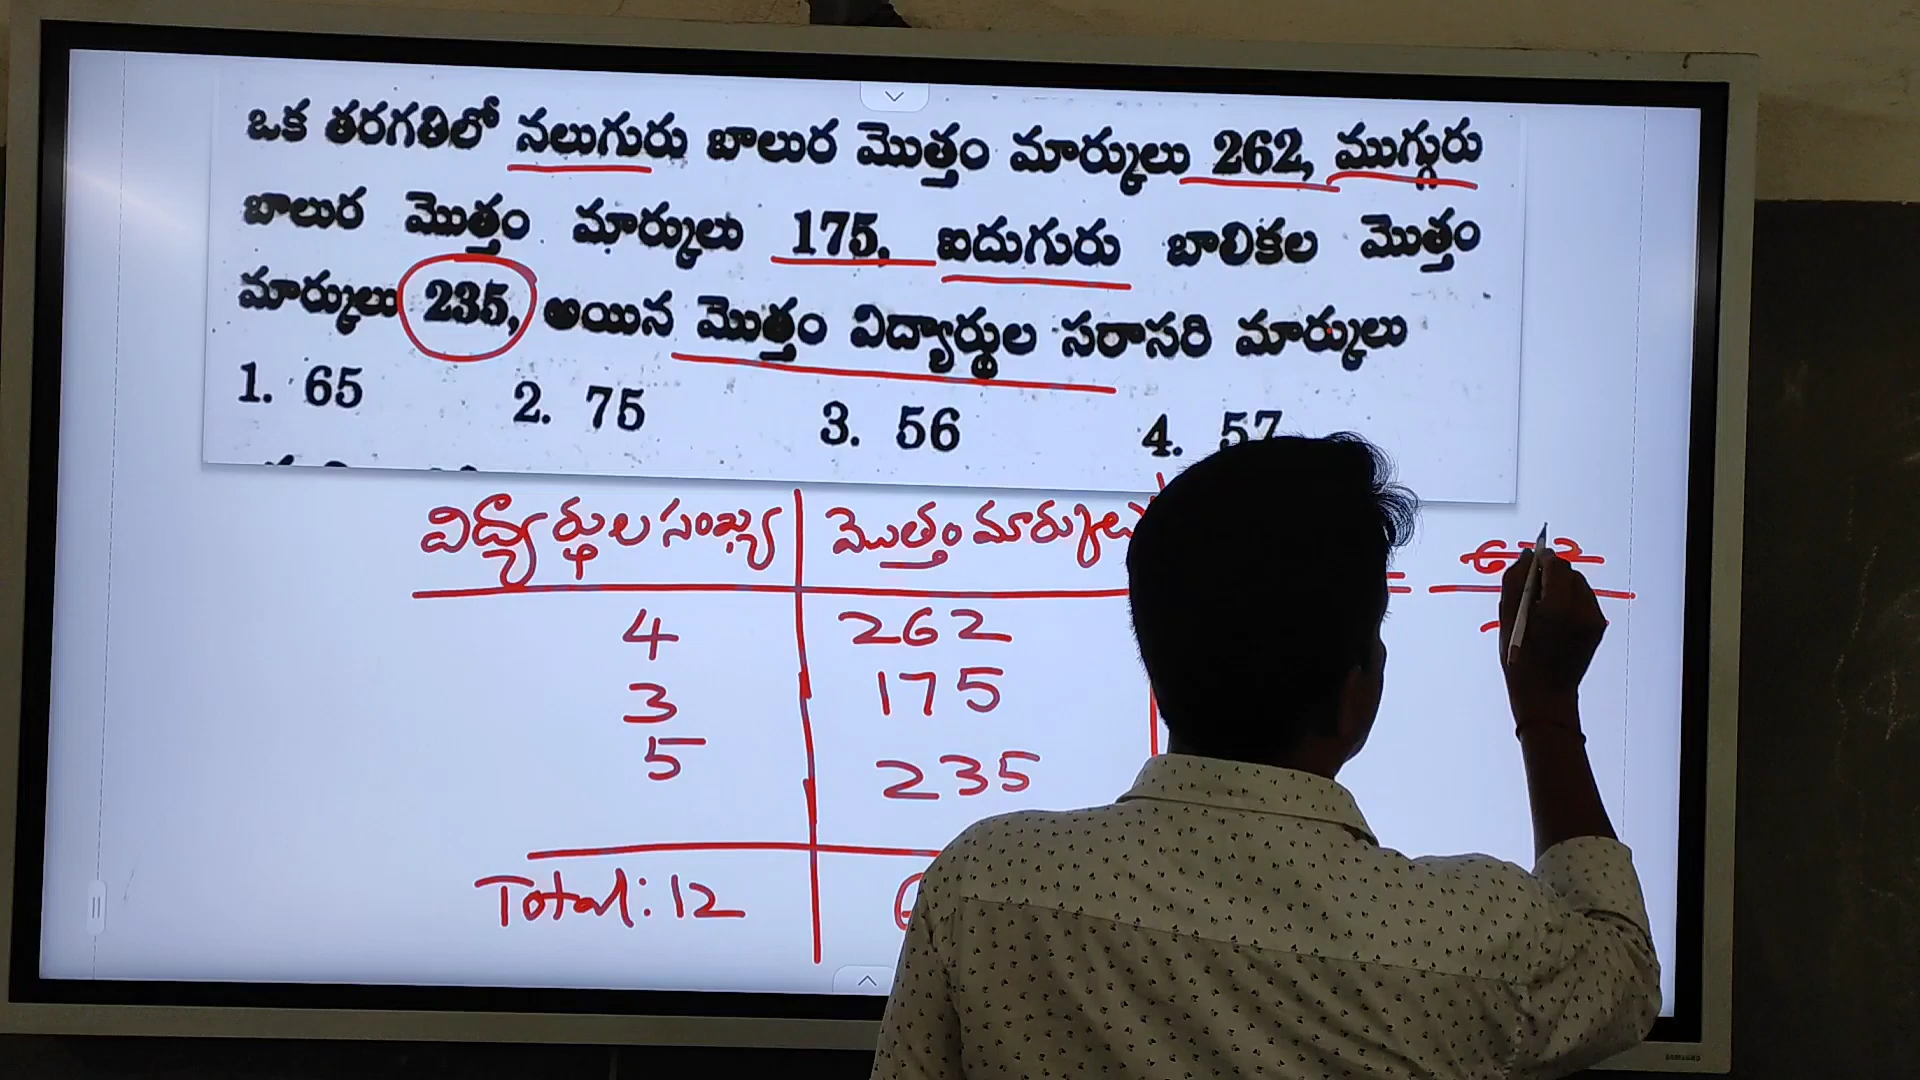 ఒక తరగతిలో నలుగురు బాలుర మొత్తం మార్కులు 262, ముగ్గురు
బాలుర మొత్తం మార్కులు 175, ఐదుగురు బాలికల మొత్తం
మార్కులు 235, అయిన మొత్తం విద్యార్థుల సరాసరి మార్కులు
1. 65 2. 75 3. 56 4. 57
విద్యార్థుల సంఖ్య మొత్తం మార్కులు
4 262
3 175
5 235
Total: 12
SAMSUNG